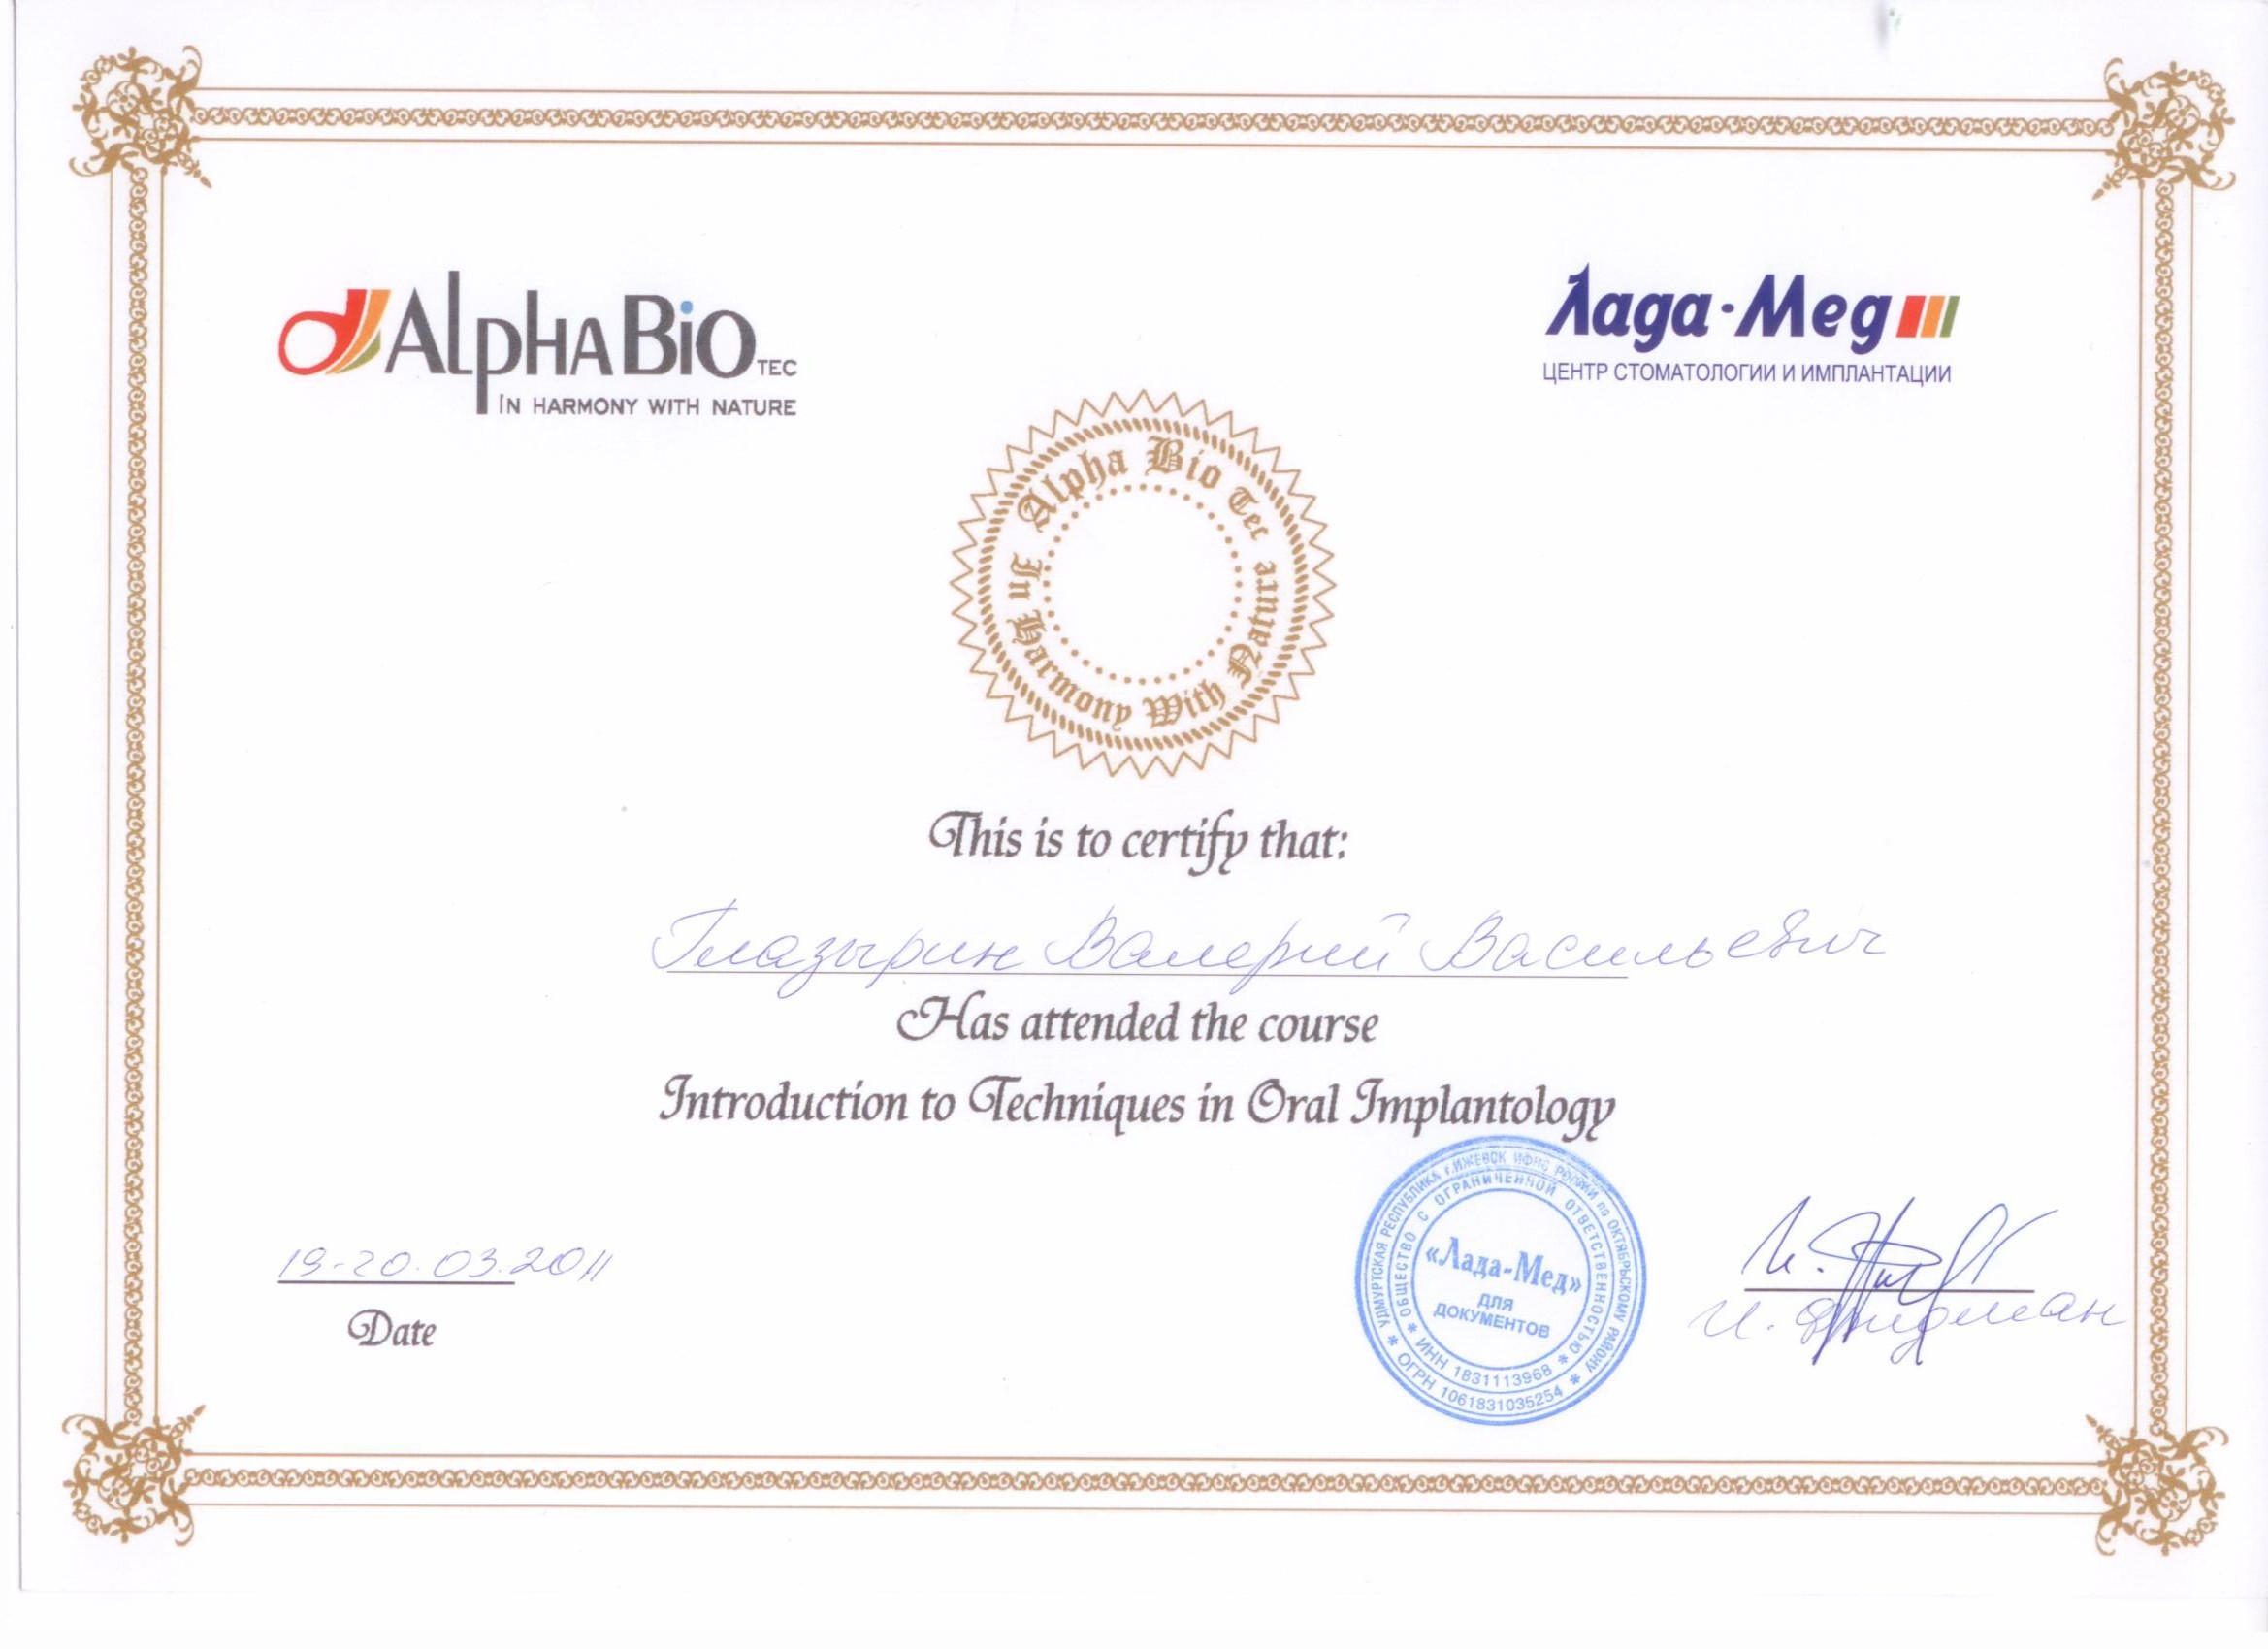 AlphaBio TEC
IN HARMONY WITH NATURE
Лада-Мед
ЦЕНТР СТОМАТОЛОГИИ И ИМПЛАНТАЦИИ
Alpha Bio Tec
In Harmony With Nature
This is to certify that:
Глазырин Валерий Васильевич
Has attended the course
Introduction to Techniques in Oral Implantology
19-20.03.2011
Date
УДМУРТСКАЯ РЕСПУБЛИКА г.ИЖЕВСК ИФНС РОССИИ по ОКТЯБРЬСКОМУ РАЙОНУ
ОБЩЕСТВО С ОГРАНИЧЕННОЙ ОТВЕТСТВЕННОСТЬЮ
«Лада-Мед»
ДЛЯ
ДОКУМЕНТОВ
* ИНН 1831113968 *
* ОГРН 1061831035254 *
И.